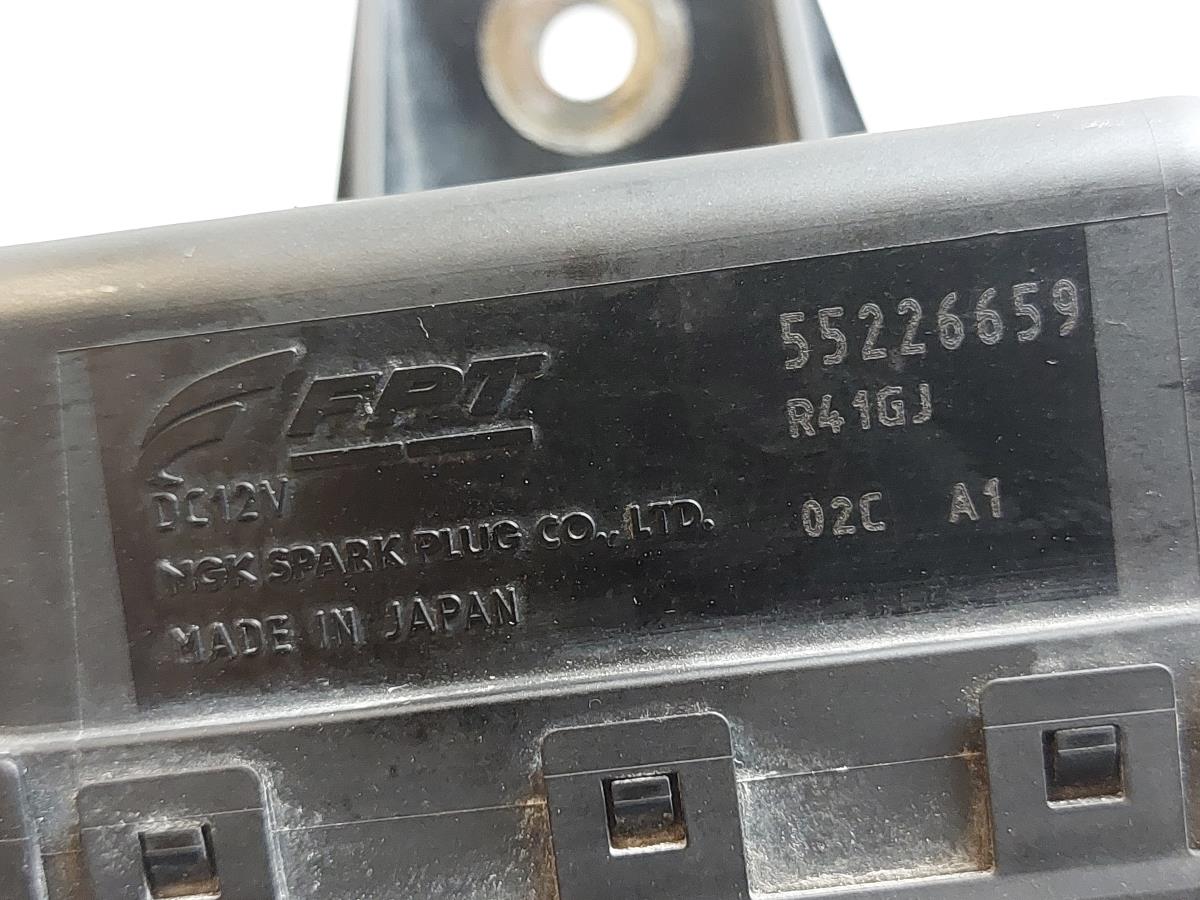 FPT
55226659
R41GJ
DC12V
02C A1
NGK SPARK PLUG CO., LTD.
MADE IN JAPAN